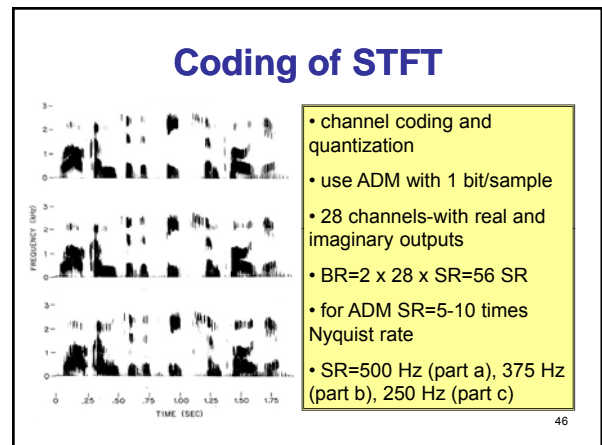 Coding of STFT
3
2
1
0
3
2
1
0
3
2
1
0
FREQUENCY (kHz)
0 .25 .50 .75 1.00 1.25 1.50 1.75
TIME (SEC)
• channel coding and
quantization
• use ADM with 1 bit/sample
• 28 channels-with real and
imaginary outputs
• BR=2 x 28 x SR=56 SR
• for ADM SR=5-10 times
Nyquist rate
• SR=500 Hz (part a), 375 Hz
(part b), 250 Hz (part c)
46